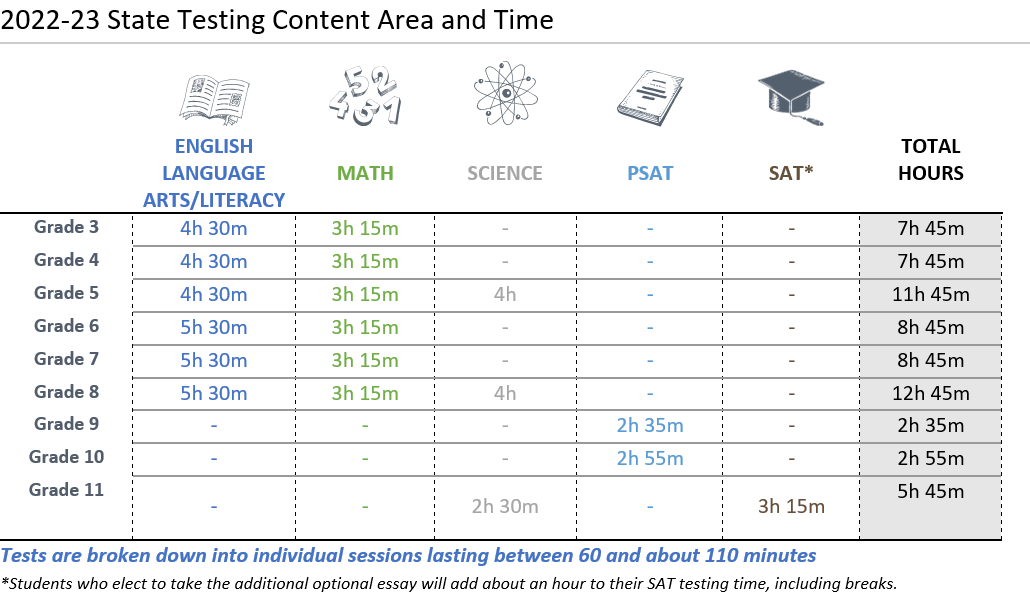 2022-23 State Testing Content Area and Time
ENGLISH LANGUAGE ARTS/LITERACY MATH SCIENCE PSAT SAT* TOTAL HOURS
Grade 3 4h 30m 3h 15m - - - 7h 45m
Grade 4 4h 30m 3h 15m - - - 7h 45m
Grade 5 4h 30m 3h 15m 4h - - 11h 45m
Grade 6 5h 30m 3h 15m - - - 8h 45m
Grade 7 5h 30m 3h 15m - - - 8h 45m
Grade 8 5h 30m 3h 15m 4h - - 12h 45m
Grade 9 - - - 2h 35m - 2h 35m
Grade 10 - - - 2h 55m - 2h 55m
Grade 11 - - 2h 30m - 3h 15m 5h 45m
Tests are broken down into individual sessions lasting between 60 and about 110 minutes
*Students who elect to take the additional optional essay will add about an hour to their SAT testing time, including breaks.